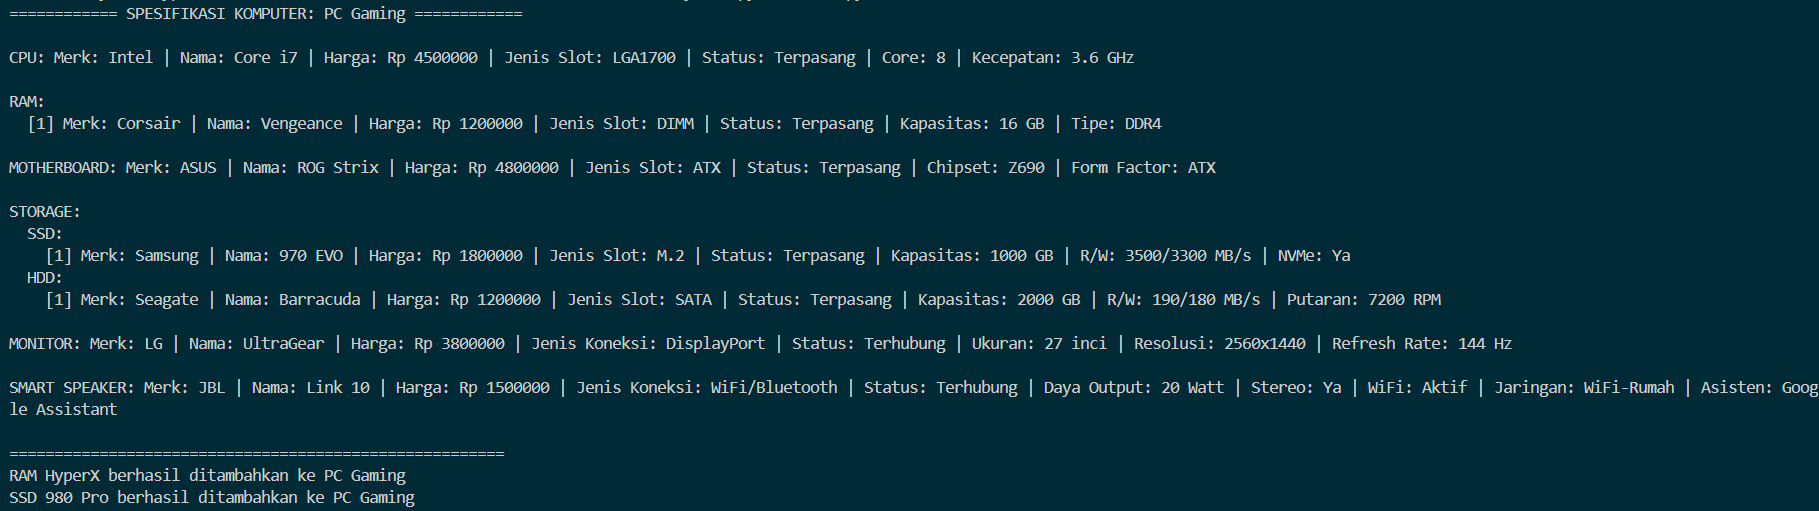 ============ SPESIFIKASI KOMPUTER: PC Gaming ============
CPU: Merk: Intel | Nama: Core i7 | Harga: Rp 4500000 | Jenis Slot: LGA1700 | Status: Terpasang | Core: 8 | Kecepatan: 3.6 GHz
RAM:
[1] Merk: Corsair | Nama: Vengeance | Harga: Rp 1200000 | Jenis Slot: DIMM | Status: Terpasang | Kapasitas: 16 GB | Tipe: DDR4
MOTHERBOARD: Merk: ASUS | Nama: ROG Strix | Harga: Rp 4800000 | Jenis Slot: ATX | Status: Terpasang | Chipset: Z690 | Form Factor: ATX
STORAGE:
SSD:
[1] Merk: Samsung | Nama: 970 EVO | Harga: Rp 1800000 | Jenis Slot: M.2 | Status: Terpasang | Kapasitas: 1000 GB | R/W: 3500/3300 MB/s | NVMe: Ya
HDD:
[1] Merk: Seagate | Nama: Barracuda | Harga: Rp 1200000 | Jenis Slot: SATA | Status: Terpasang | Kapasitas: 2000 GB | R/W: 190/180 MB/s | Putaran: 7200 RPM
MONITOR: Merk: LG | Nama: UltraGear | Harga: Rp 3800000 | Jenis Koneksi: DisplayPort | Status: Terhubung | Ukuran: 27 inci | Resolusi: 2560x1440 | Refresh Rate: 144 Hz
SMART SPEAKER: Merk: JBL | Nama: Link 10 | Harga: Rp 1500000 | Jenis Koneksi: WiFi/Bluetooth | Status: Terhubung | Daya Output: 20 Watt | Stereo: Ya | WiFi: Aktif | Jaringan: WiFi-Rumah | Asisten: Goog
le Assistant
=======================================================
RAM HyperX berhasil ditambahkan ke PC Gaming
SSD 980 Pro berhasil ditambahkan ke PC Gaming